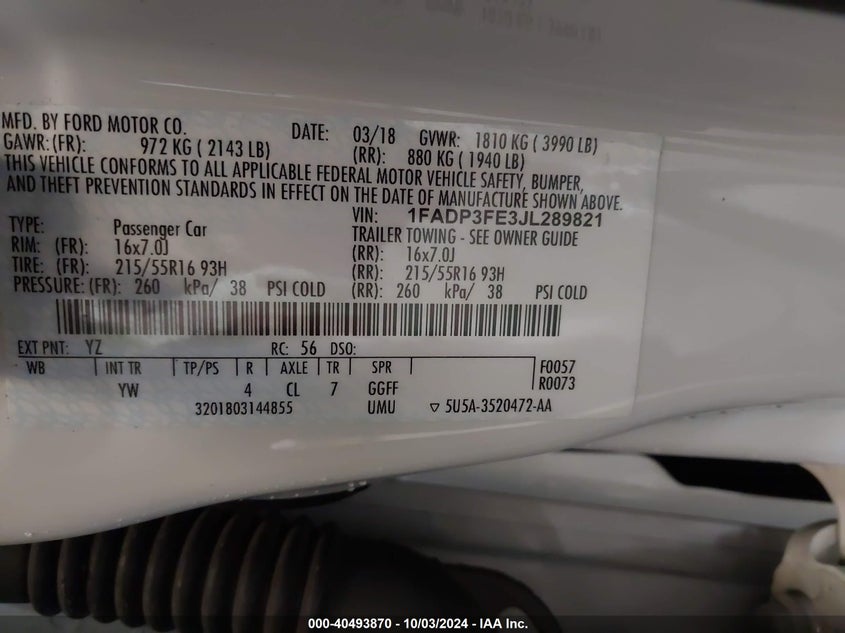 MFD. BY FORD MOTOR CO. DATE: 03/18 GVWR: 1810 KG ( 3990 LB)
GAWR: (FR): 972 KG ( 2143 LB) (RR): 880 KG ( 1940 LB)
THIS VEHICLE CONFORMS TO ALL APPLICABLE FEDERAL MOTOR VEHICLE SAFETY, BUMPER,
AND THEFT PREVENTION STANDARDS IN EFFECT ON THE DATE OF MANUFACTURE SHOWN ABOVE.
VIN: 1FADP3FE3JL289821
TYPE: Passenger Car TRAILER TOWING - SEE OWNER GUIDE
RIM: (FR): 16x7.0J (RR): 16x7.0J
TIRE: (FR): 215/55R16 93H (RR): 215/55R16 93H
PRESSURE: (FR): 260 kPa/ 38 PSI COLD (RR): 260 kPa/ 38 PSI COLD
EXT PNT: YZ RC: 56 DSO:
WB INT TR TP/PS R AXLE TR SPR F0057
YW 4 CL 7 GGFF R0073
3201803144855 UMU ▽ 5U5A-3520472-AA
000-40493870 - 10/03/2024 - IAA Inc.